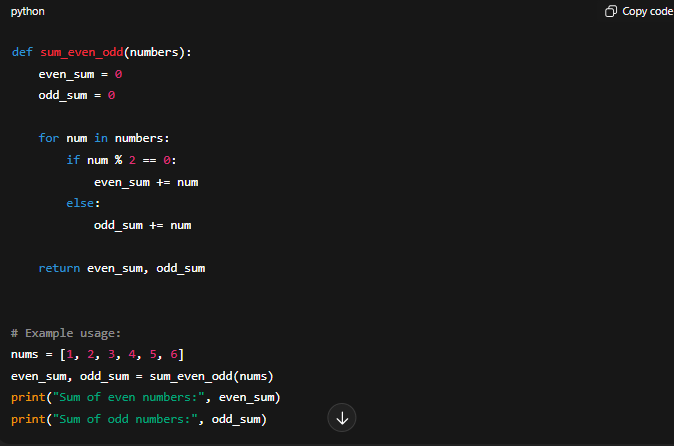 python
Copy code
def sum_even_odd(numbers):
    even_sum = 0
    odd_sum = 0
    for num in numbers:
        if num % 2 == 0:
            even_sum += num
        else:
            odd_sum += num
    return even_sum, odd_sum
# Example usage:
nums = [1, 2, 3, 4, 5, 6]
even_sum, odd_sum = sum_even_odd(nums)
print("Sum of even numbers:", even_sum)
print("Sum of odd numbers:", odd_sum)